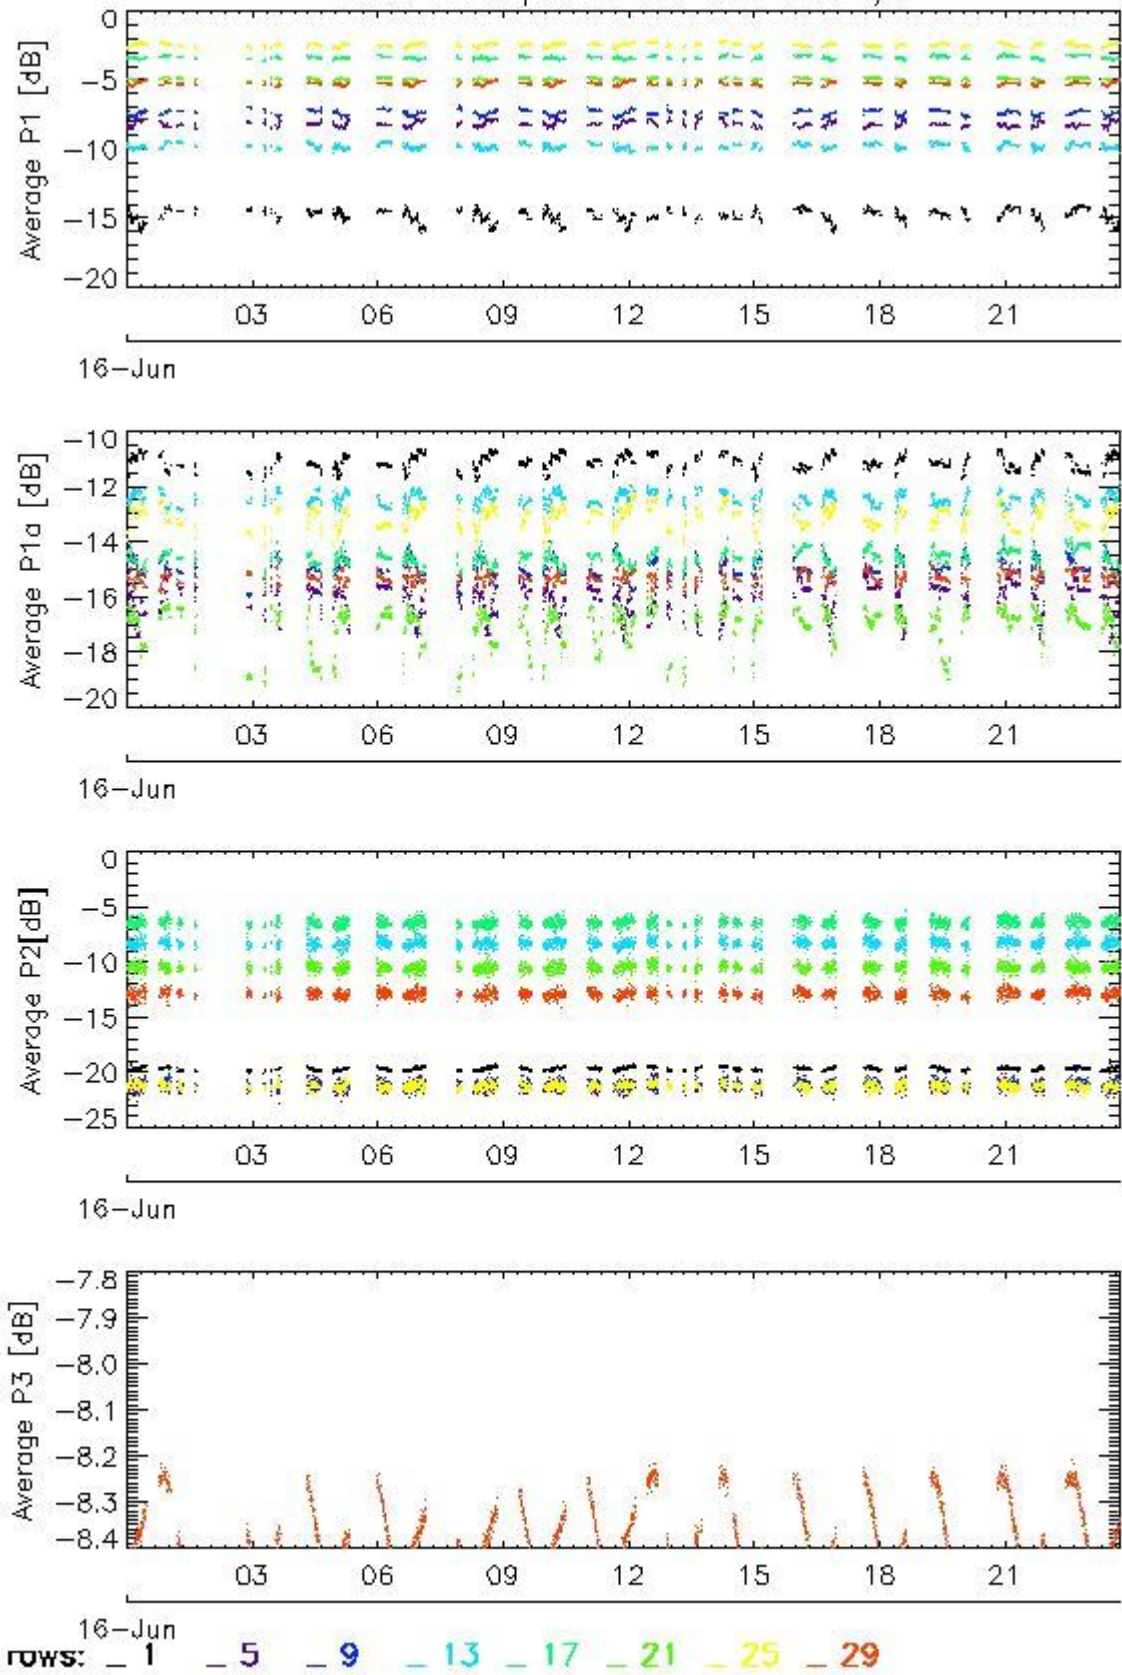 Average P1 [dB]
0
−5
−10
−15
−20
03 06 09 12 15 18 21
16−Jun
Average P1a [dB]
−10
−12
−14
−16
−18
−20
03 06 09 12 15 18 21
16−Jun
Average P2[dB]
0
−5
−10
−15
−20
−25
03 06 09 12 15 18 21
16−Jun
Average P3 [dB]
−7.8
−7.9
−8.0
−8.1
−8.2
−8.3
−8.4
03 06 09 12 15 18 21
16−Jun
rows: _ 1 _ 5 _ 9 _ 13 _ 17 _ 21 _ 25 _ 29